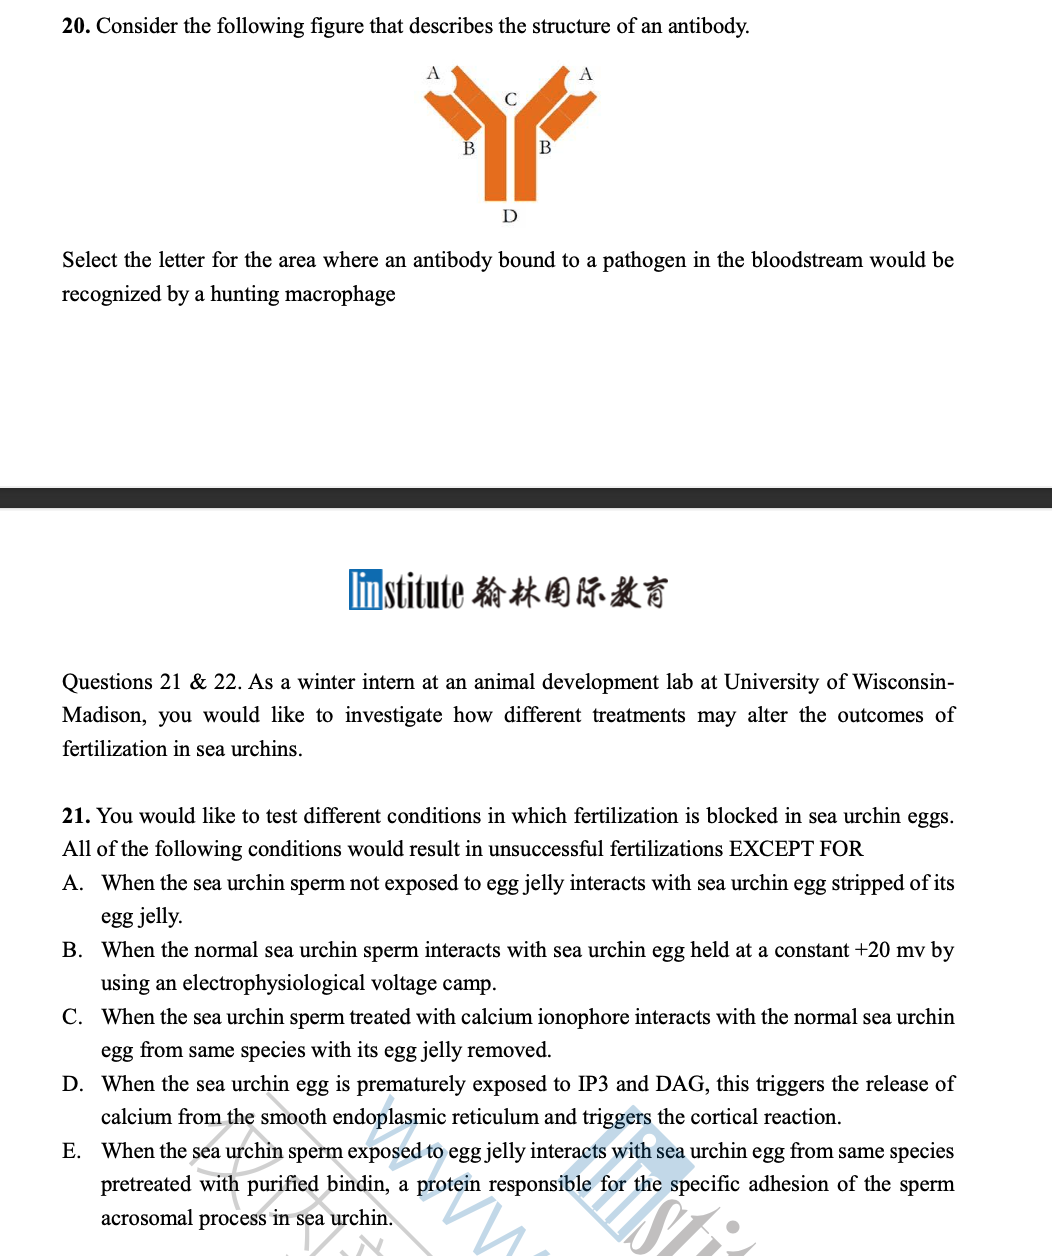 20. Consider the following figure that describes the structure of an antibody.
A
A
C
B
B
D
Select the letter for the area where an antibody bound to a pathogen in the bloodstream would be
recognized by a hunting macrophage
linstitute 翰林国际教育
Questions 21 & 22. As a winter intern at an animal development lab at University of Wisconsin-
Madison, you would like to investigate how different treatments may alter the outcomes of
fertilization in sea urchins.
21. You would like to test different conditions in which fertilization is blocked in sea urchin eggs.
All of the following conditions would result in unsuccessful fertilizations EXCEPT FOR
A. When the sea urchin sperm not exposed to egg jelly interacts with sea urchin egg stripped of its
egg jelly.
B. When the normal sea urchin sperm interacts with sea urchin egg held at a constant +20 mv by
using an electrophysiological voltage camp.
C. When the sea urchin sperm treated with calcium ionophore interacts with the normal sea urchin
egg from same species with its egg jelly removed.
D. When the sea urchin egg is prematurely exposed to IP3 and DAG, this triggers the release of
calcium from the smooth endoplasmic reticulum and triggers the cortical reaction.
E. When the sea urchin sperm exposed to egg jelly interacts with sea urchin egg from same species
pretreated with purified bindin, a protein responsible for the specific adhesion of the sperm
acrosomal process in sea urchin.